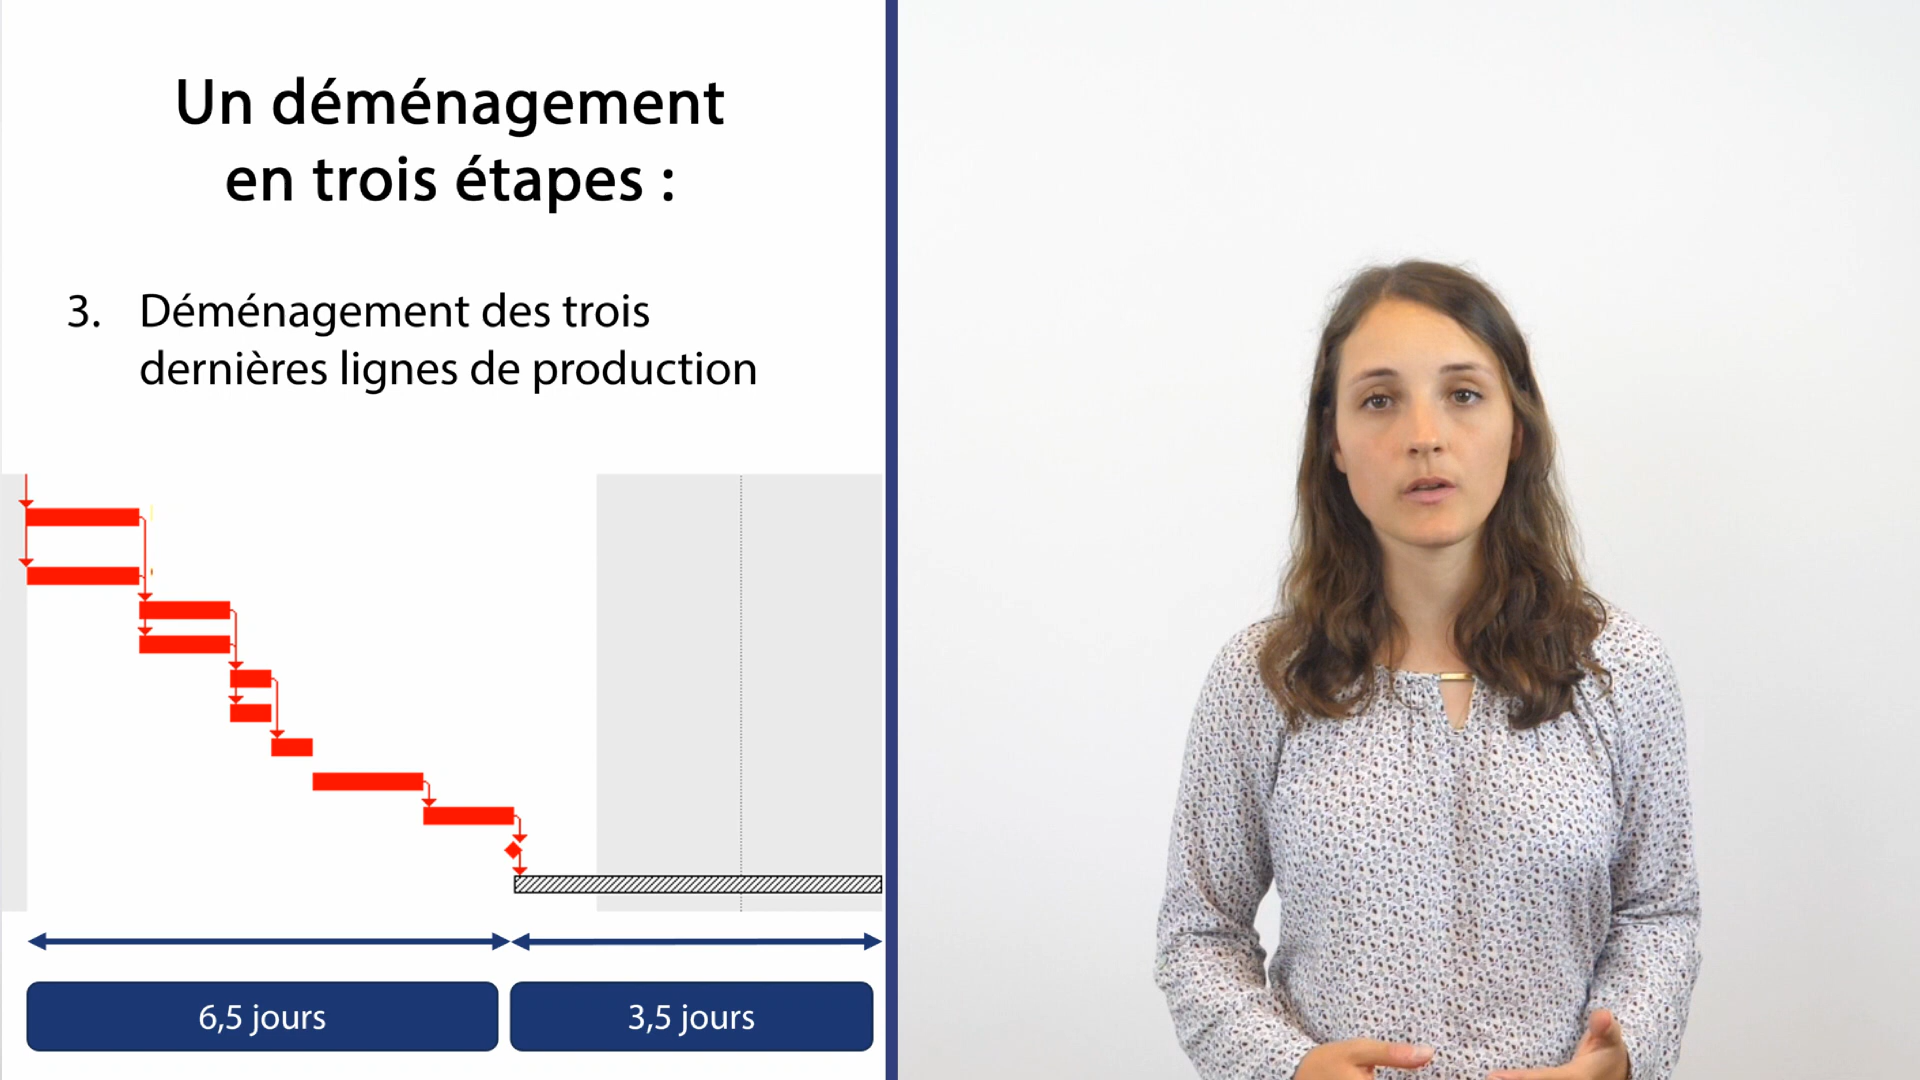 Un déménagement
en trois étapes :
3. Déménagement des trois
dernières lignes de production
6,5 jours
3,5 jours